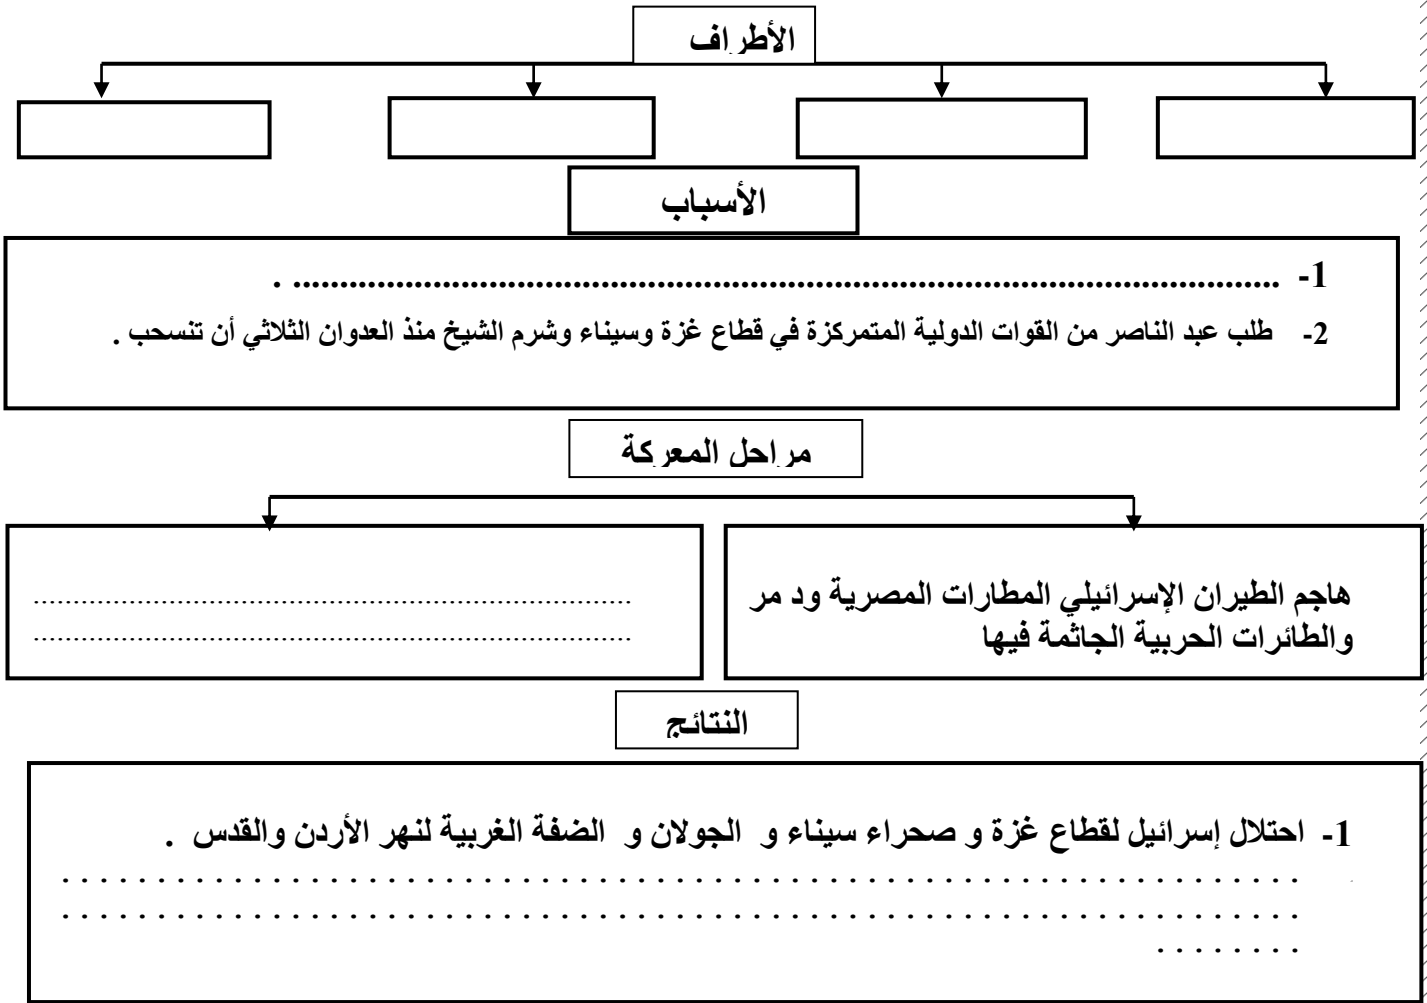 الأطراف
الأسباب
1- ........................................................................................................ .
2- طلب عبد الناصر من القوات الدولية المتمركزة في قطاع غزة وسيناء وشرم الشيخ منذ العدوان الثلاثي أن تنسحب .
مراحل المعركة
هاجم الطيران الإسرائيلي المطارات المصرية ود مر
والطائرات الحربية الجاثمة فيها
...........................................................................
...........................................................................
النتائج
1- احتلال إسرائيل لقطاع غزة و صحراء سيناء و الجولان و الضفة الغربية لنهر الأردن والقدس .
. . . . . . . . . . . . . . . . . . . . . . . . . . . . . . . . . . . . . . . . . . . . . . . . . . . . . . . . . . . . . . . .
. . . . . . . . . . . . . . . . . . . . . . . . . . . . . . . . . . . . . . . . . . . . . . . . . . . . . . . . . . . . . . . .
. . . . . . . .